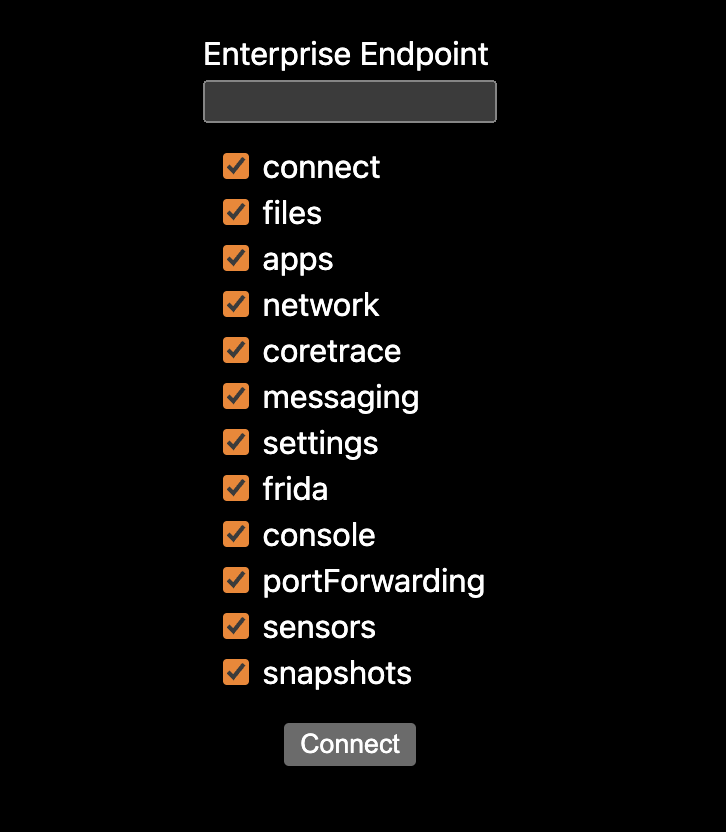 Enterprise Endpoint
connect
files
apps
network
coretrace
messaging
settings
frida
console
portForwarding
sensors
snapshots
Connect